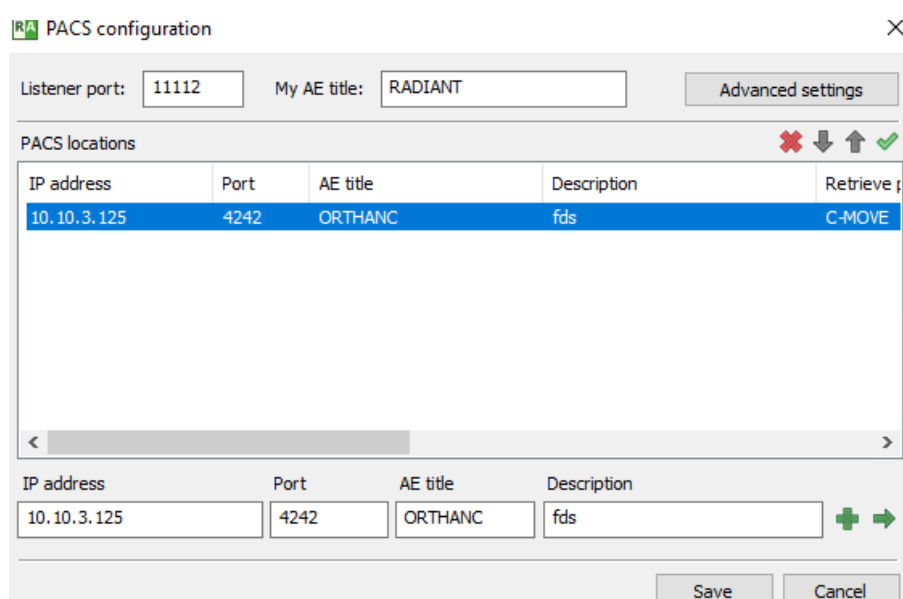 RA PACS configuration
Listener port: 11112 My AE title: RADIANT Advanced settings
PACS locations
IP address Port AE title Description Retrieve p
10.10.3.125 4242 ORTHANC fds C-MOVE
IP address Port AE title Description
10.10.3.125 4242 ORTHANC fds
Save Cancel